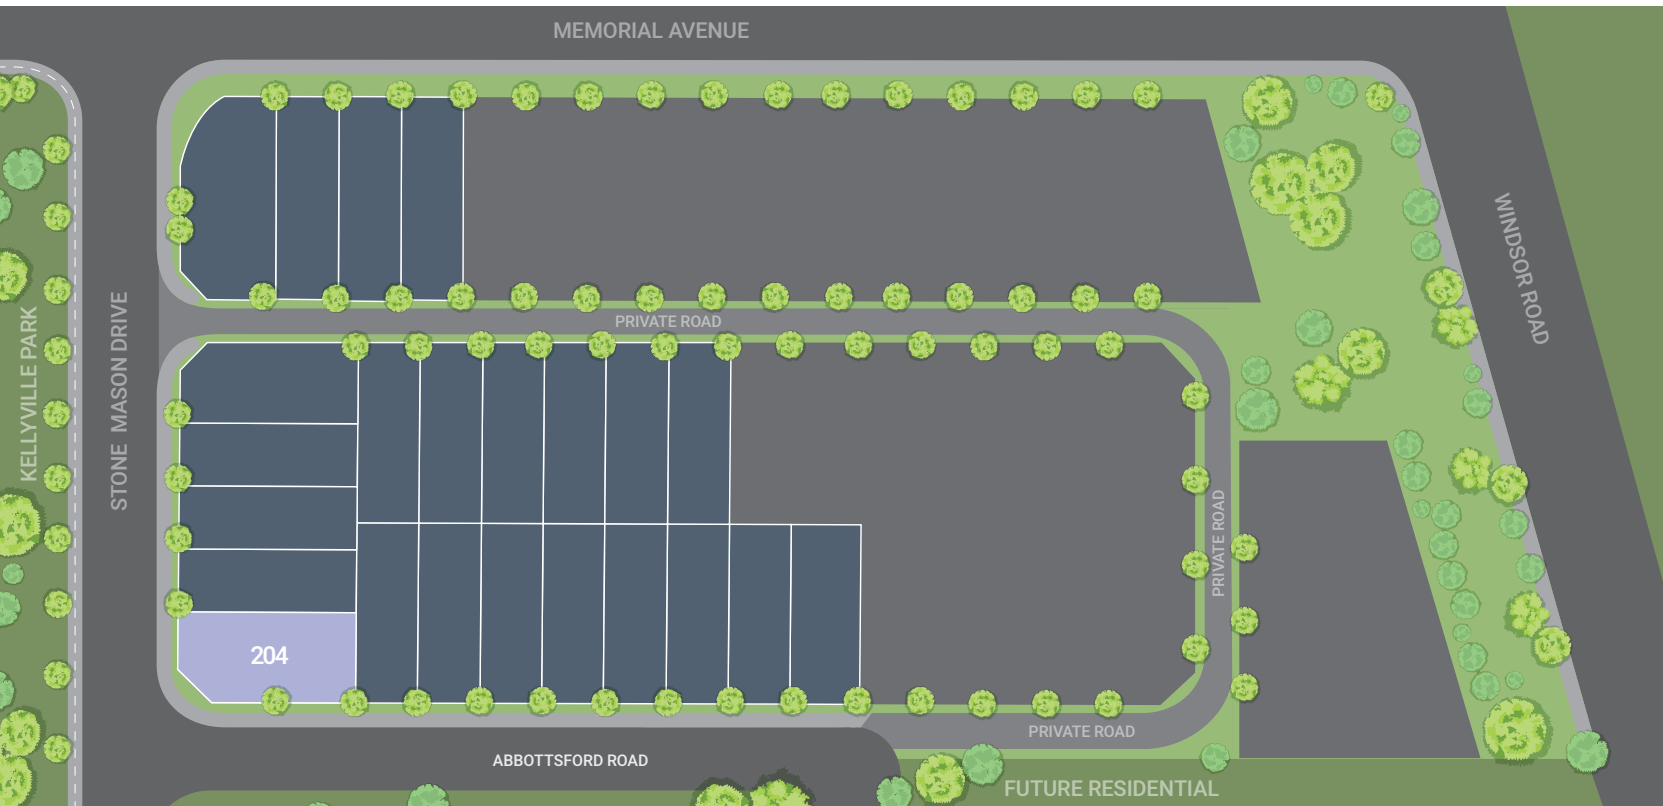 MEMORIAL AVENUE
WINDSOR ROAD
PRIVATE ROAD
KELLYVILLE PARK
STONE MASON DRIVE
PRIVATE ROAD
204
PRIVATE ROAD
ABBOTTSFORD ROAD
FUTURE RESIDENTIAL